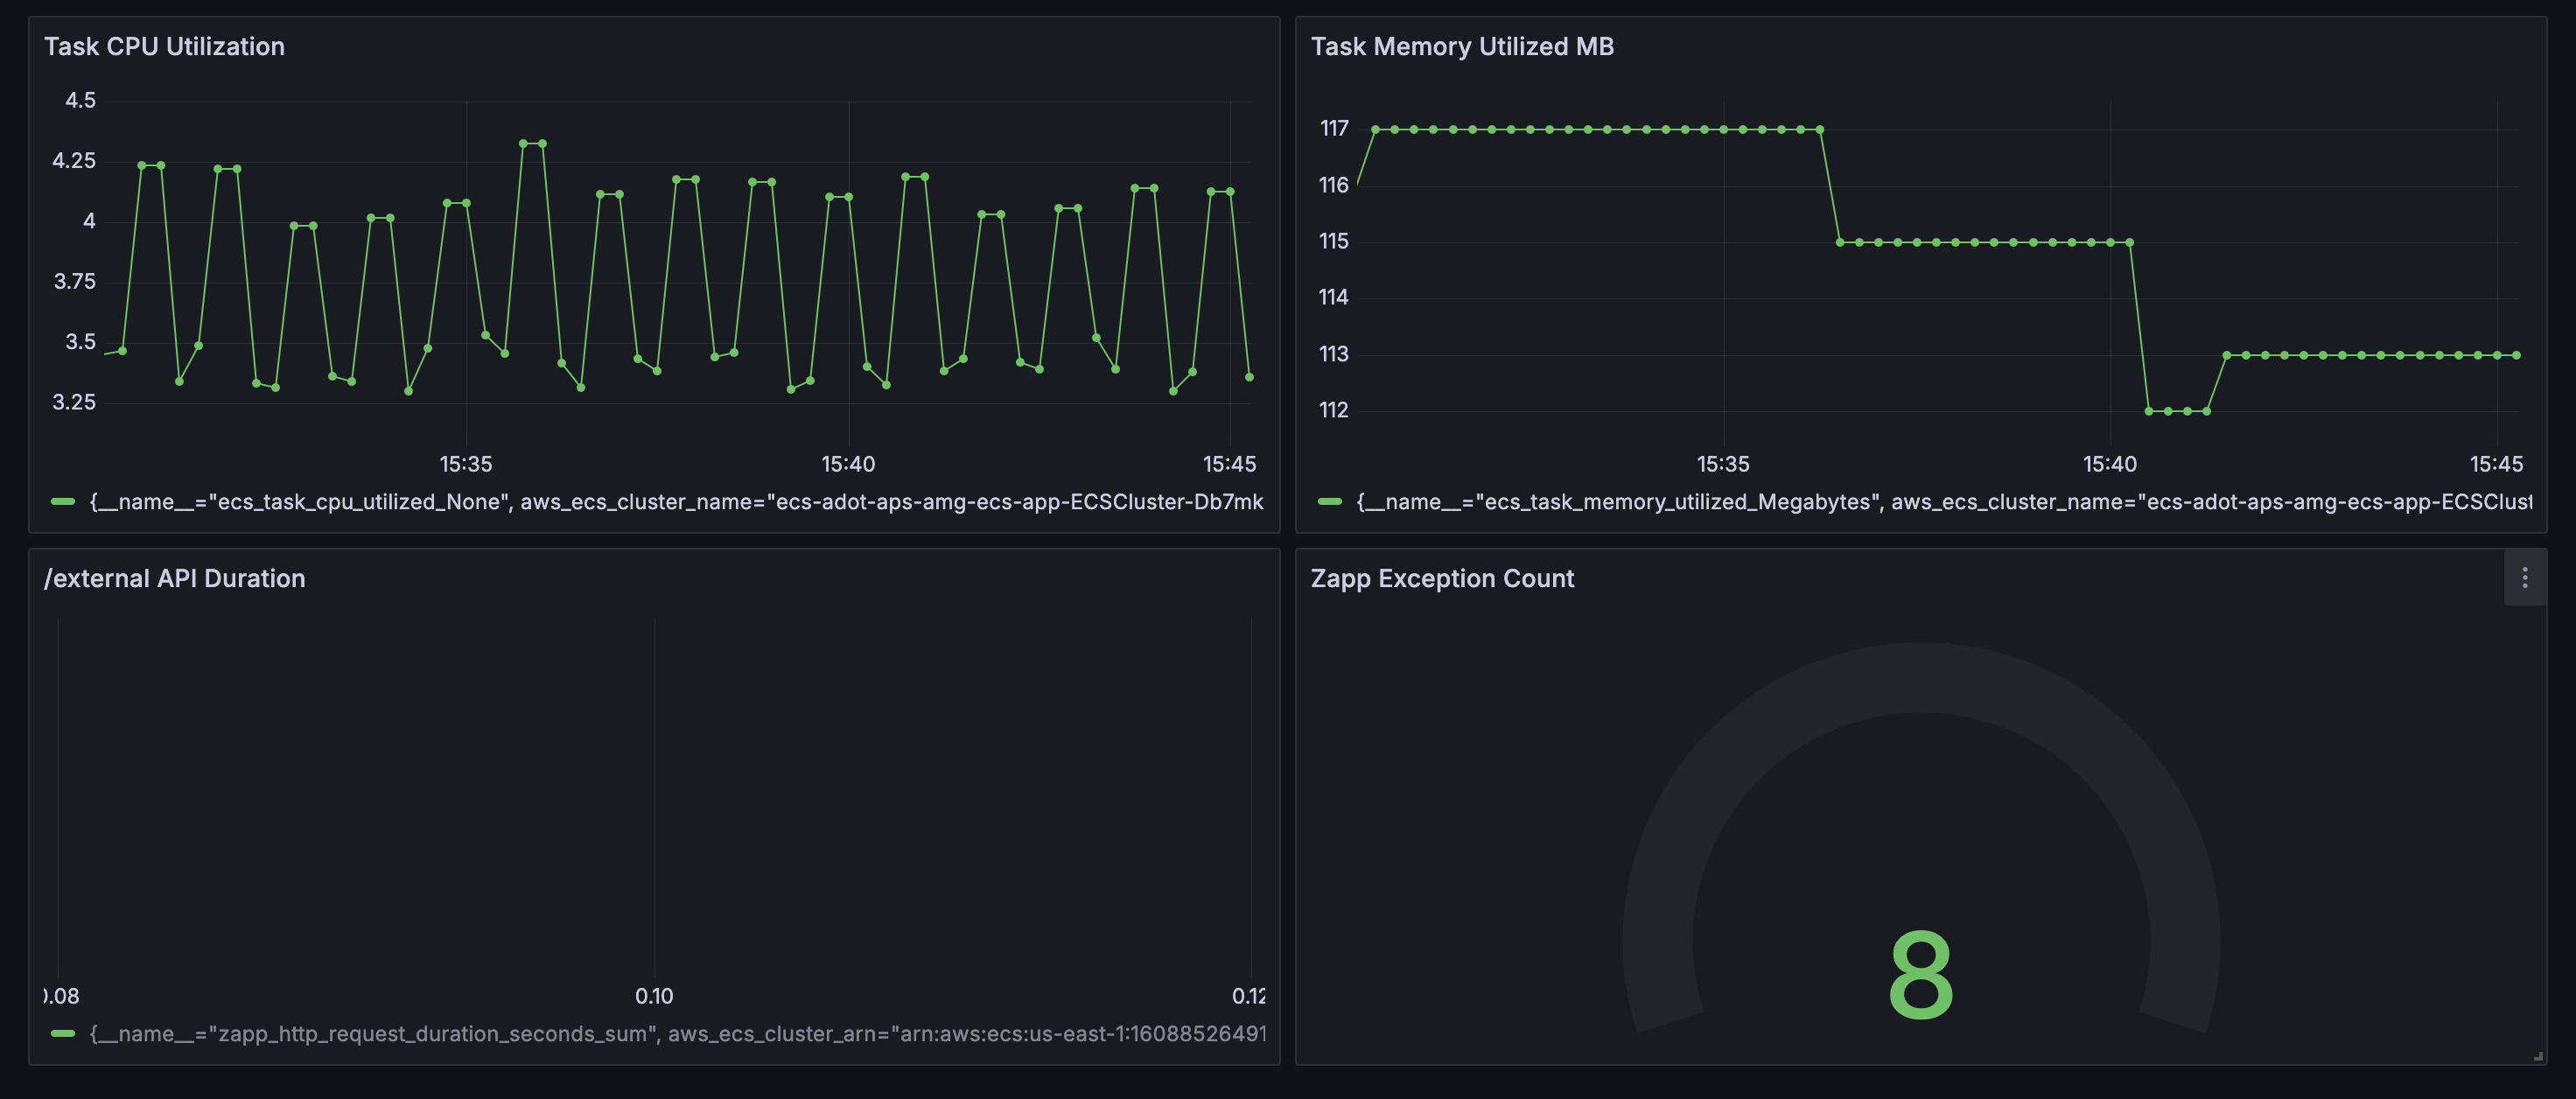 Task CPU Utilization
4.5
4.25
4
3.75
3.5
3.25
15:35 15:40 15:45
{__name__="ecs_task_cpu_utilized_None", aws_ecs_cluster_name="ecs-adot-aps-amg-ecs-app-ECSCluster-Db7mk
Task Memory Utilized MB
117
116
115
114
113
112
15:35 15:40 15:45
{__name__="ecs_task_memory_utilized_Megabytes", aws_ecs_cluster_name="ecs-adot-aps-amg-ecs-app-ECSClust
/external API Duration
0.08 0.10 0.12
{__name__="zapp_http_request_duration_seconds_sum", aws_ecs_cluster_arn="arn:aws:ecs:us-east-1:16088526491
Zapp Exception Count
8